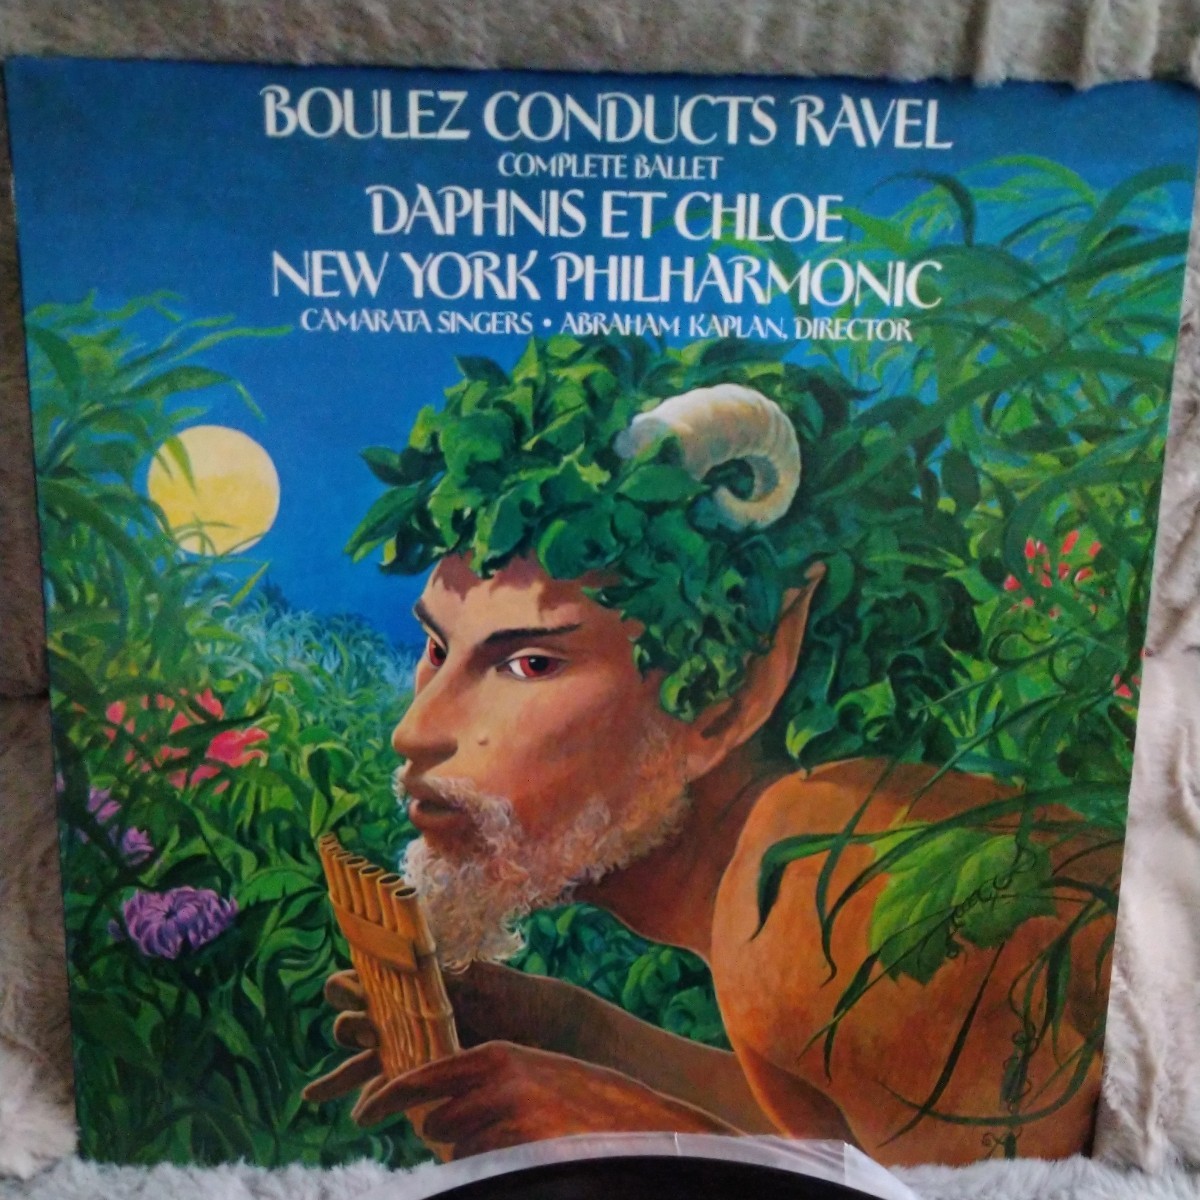 BOULEZ CONDUCTS RAVEL
COMPLETE BALLET
DAPHNIS ET CHLOE
NEW YORK PHILHARMONIC
CAMARATA SINGERS • ABRAHAM KAPLAN, DIRECTOR